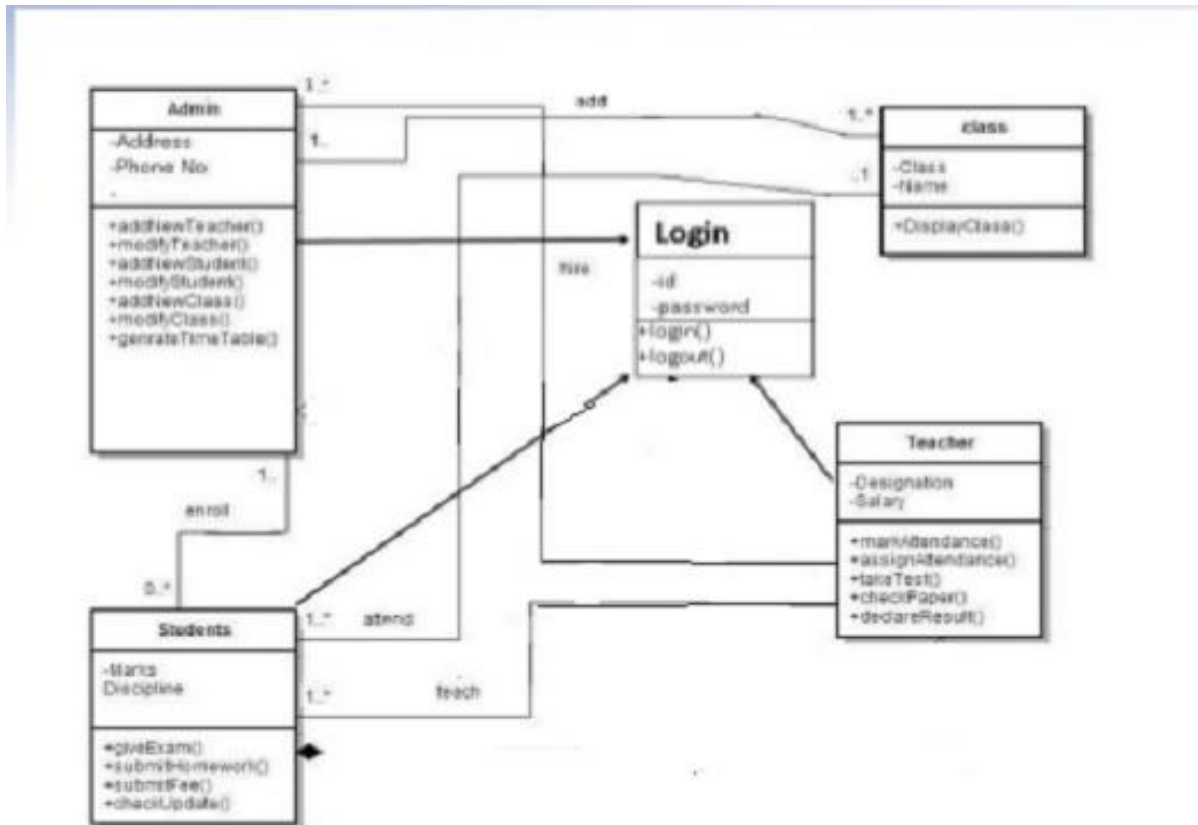 Admin
-Address
-Phone No
-
+addNewTeacher()
+modifyTeacher()
+addNewStudent()
+modifyStudent()
+addNewClass()
+modifyClass()
+genrateTimeTable()
1..*
add
1..
1..*
..1
class
-Class
-Name
+DisplayClass()
Login
-id
-password
+login()
+logout()
hire
Teacher
-Designation
-Salary
+markAttendance()
+assignAttendance()
+takeTest()
+checkPaper()
+declareResult()
1..
enroll
0..*
Students
-Marks
Discipline
+giveExam()
+submitHomework()
+submitFee()
+checkUpdate()
1..*
attend
1..*
teach